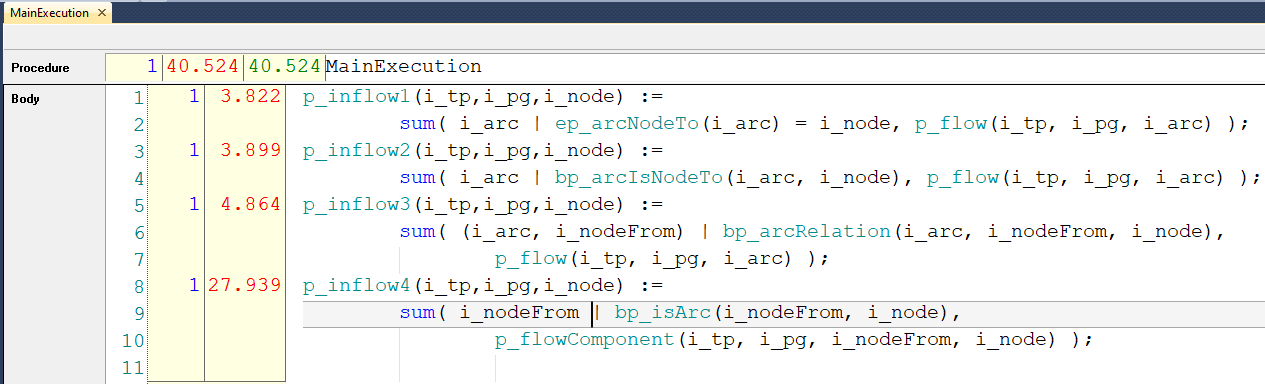 MainExecution ×
Procedure 1 40.524 40.524 MainExecution
Body 1 1 3.822 p_inflow1(i_tp,i_pg,i_node) :=
2 sum( i_arc | ep_arcNodeTo(i_arc) = i_node, p_flow(i_tp, i_pg, i_arc) );
3 1 3.899 p_inflow2(i_tp,i_pg,i_node) :=
4 sum( i_arc | bp_arcIsNodeTo(i_arc, i_node), p_flow(i_tp, i_pg, i_arc) );
5 1 4.864 p_inflow3(i_tp,i_pg,i_node) :=
6 sum( (i_arc, i_nodeFrom) | bp_arcRelation(i_arc, i_nodeFrom, i_node),
7 p_flow(i_tp, i_pg, i_arc) );
8 1 27.939 p_inflow4(i_tp,i_pg,i_node) :=
9 sum( i_nodeFrom | bp_isArc(i_nodeFrom, i_node),
10 p_flowComponent(i_tp, i_pg, i_nodeFrom, i_node) );
11